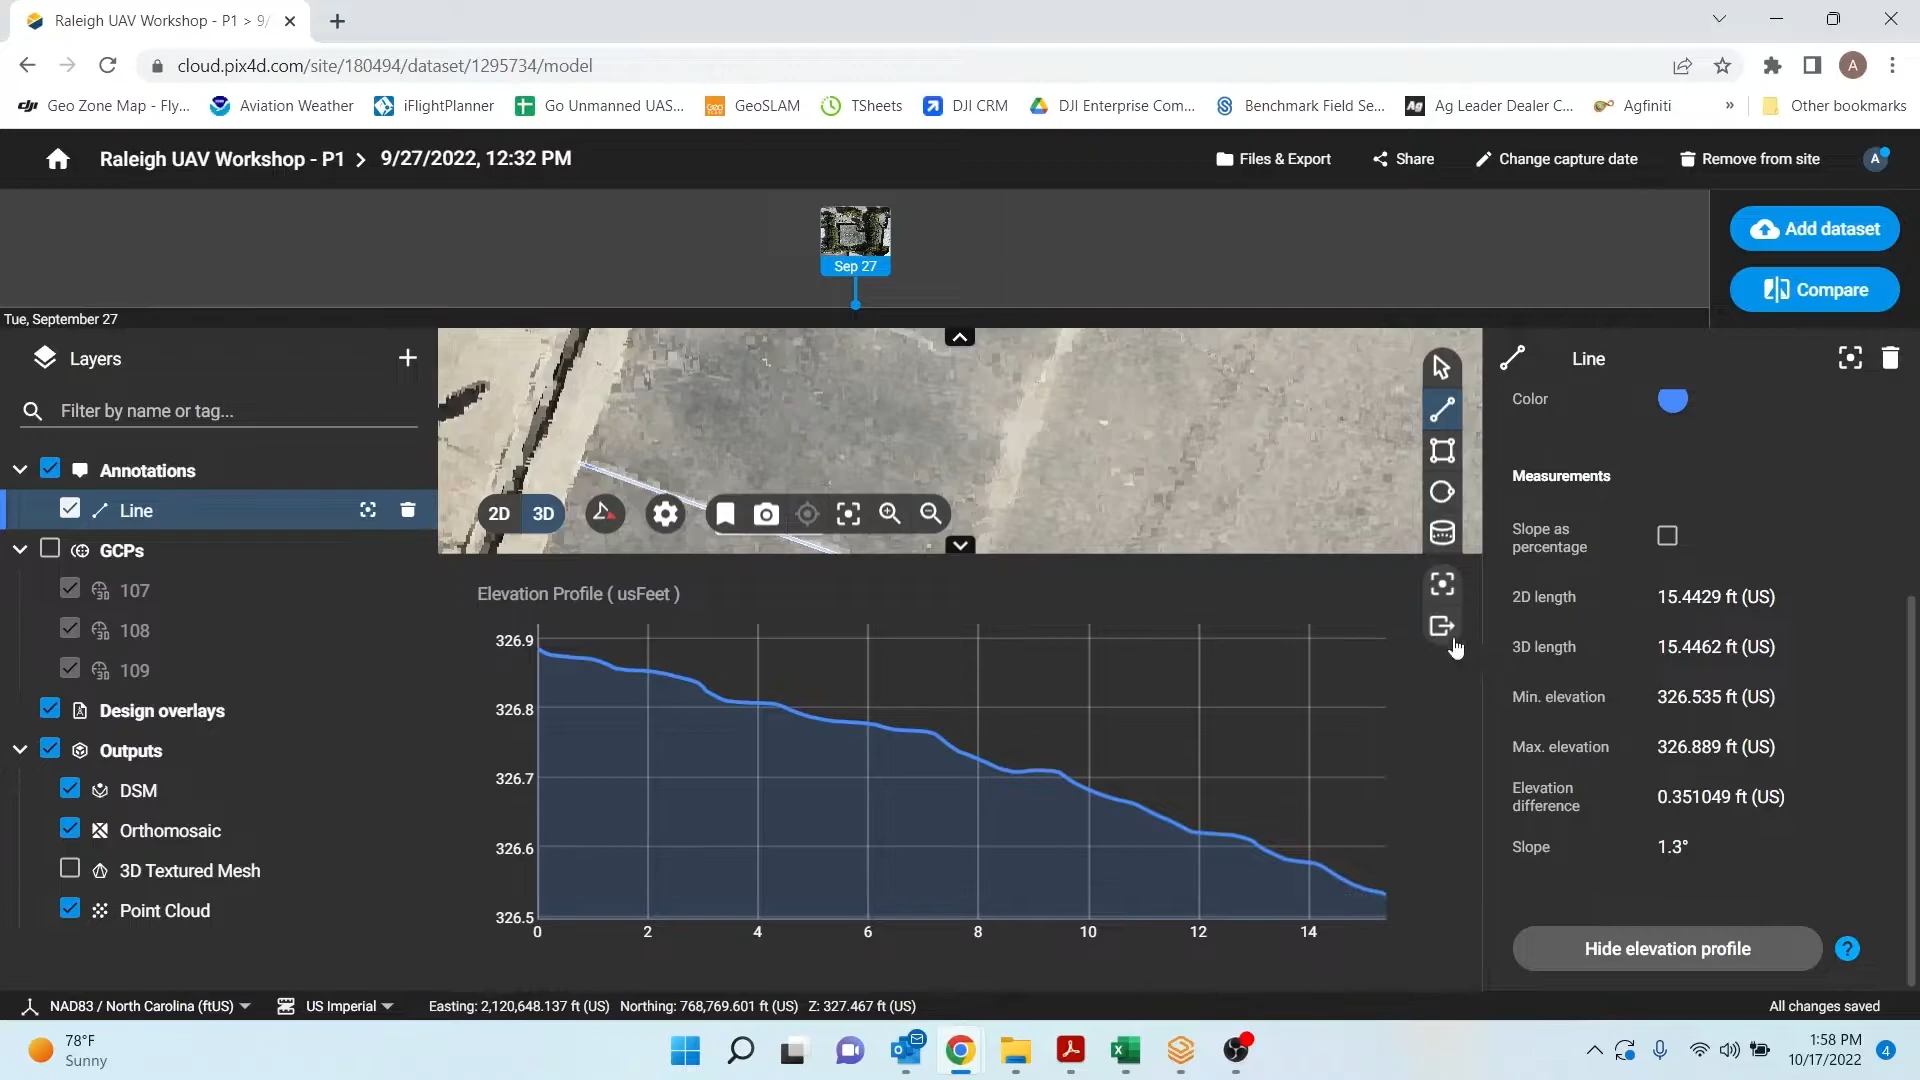 Raleigh UAV Workshop - P1 > 9/
cloud.pix4d.com/site/180494/dataset/1295734/model
A
Geo Zone Map - Fly...
Aviation Weather
iFlightPlanner
Go Unmanned UAS...
GeoSLAM
TSheets
DJI CRM
DJI Enterprise Com...
Benchmark Field Se...
Ag Leader Dealer C...
Agfiniti
»
Other bookmarks
Raleigh UAV Workshop - P1 > 9/27/2022, 12:32 PM
Files & Export
Share
Change capture date
Remove from site
A
Sep 27
Add dataset
Compare
Tue, September 27
Layers
Filter by name or tag...
Annotations
Line
GCPs
107
108
109
Design overlays
Outputs
DSM
Orthomosaic
3D Textured Mesh
Point Cloud
2D 3D
Elevation Profile ( usFeet )
326.9
326.8
326.7
326.6
326.5
0 2 4 6 8 10 12 14
Line
Color
Measurements
Slope as
percentage
2D length 15.4429 ft (US)
3D length 15.4462 ft (US)
Min. elevation 326.535 ft (US)
Max. elevation 326.889 ft (US)
Elevation
difference 0.351049 ft (US)
Slope 1.3°
Hide elevation profile ?
NAD83 / North Carolina (ftUS)
US Imperial
Easting: 2,120,648.137 ft (US) Northing: 768,769.601 ft (US) Z: 327.467 ft (US)
All changes saved
78°F
Sunny
1:58 PM
10/17/2022
4